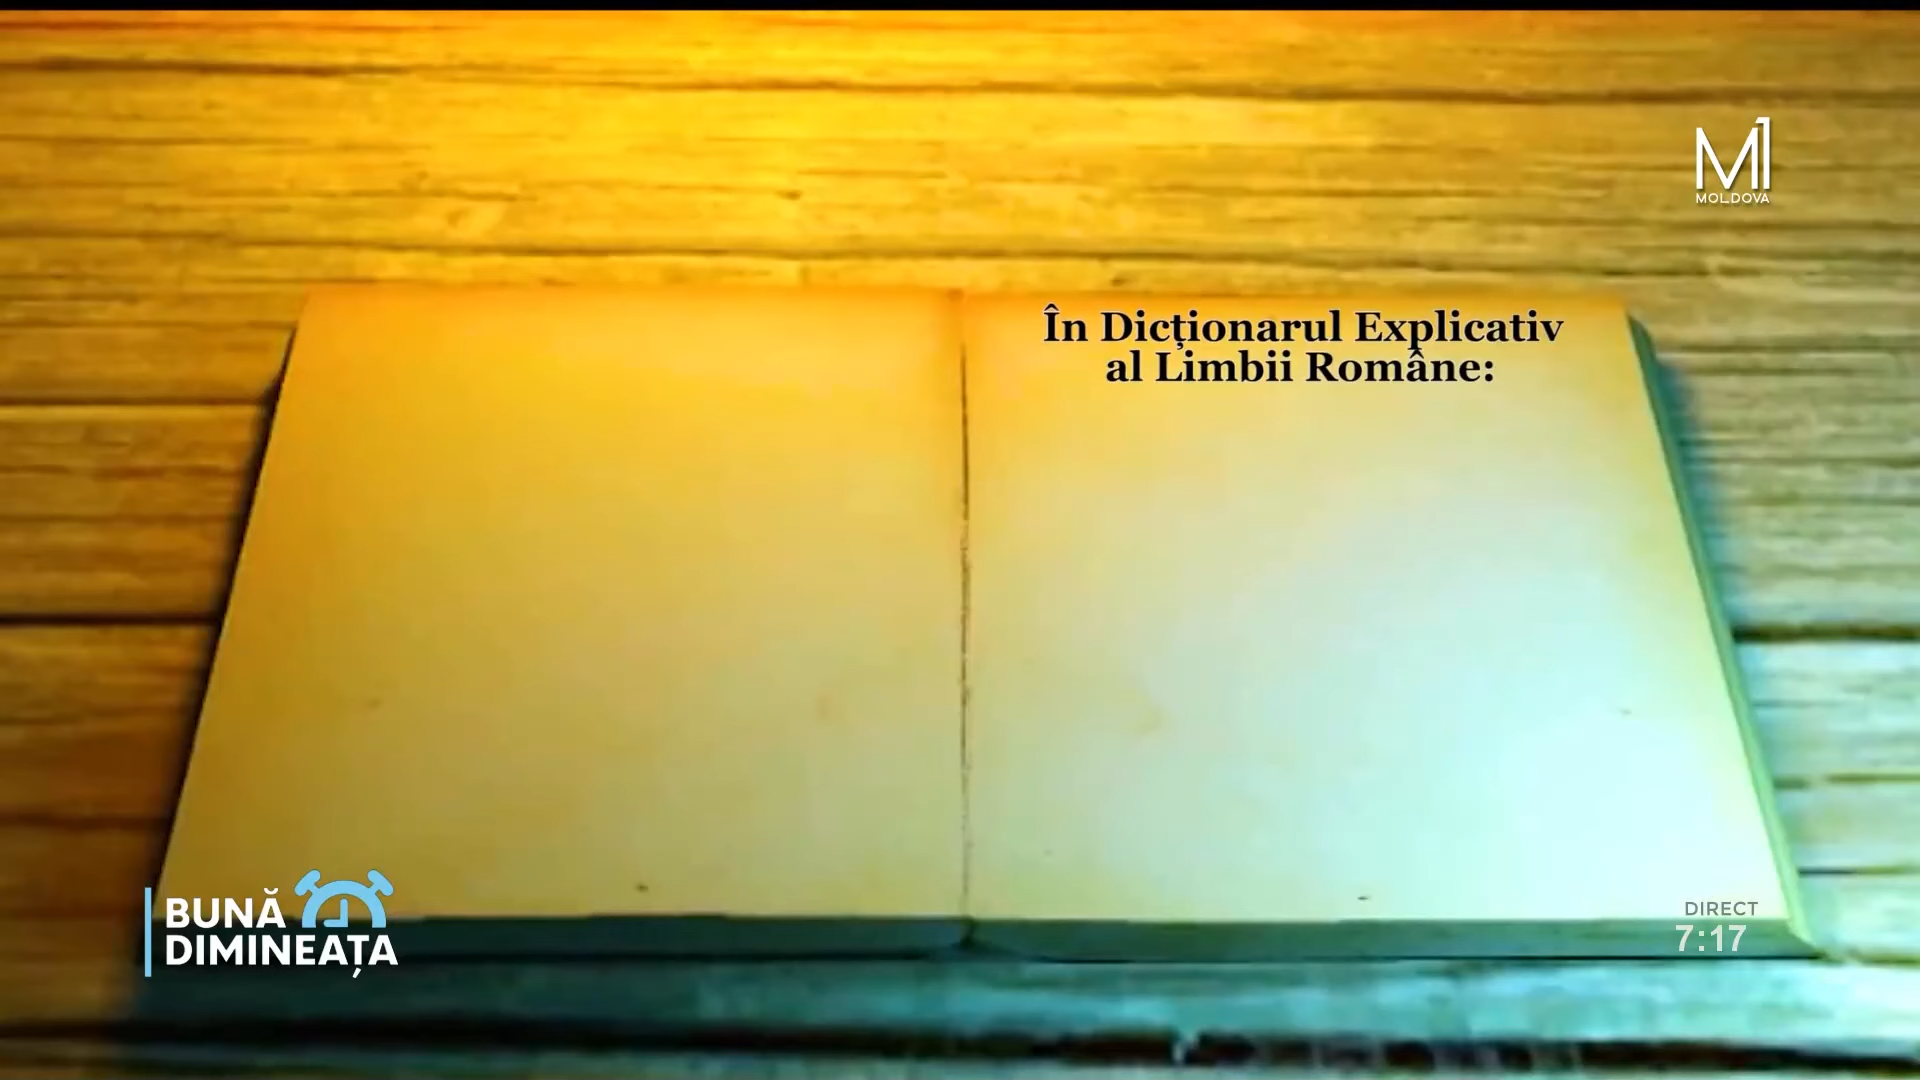 M1
MOLDOVA
În Dicționarul Explicativ
al Limbii Române:
BUNĂ
DIMINEAȚA
DIRECT
7:17